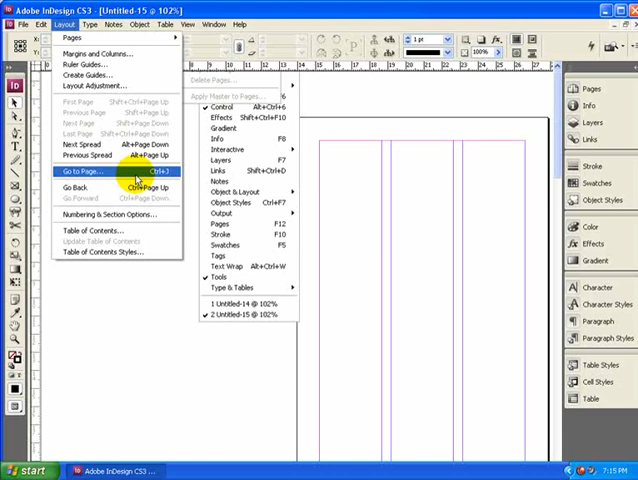 Adobe InDesign CS3 - [Untitled-15 @ 102%]
File Edit Layout Type Notes Object Table View Window Help
1 pt
100%
Pages
Margins and Columns...
Ruler Guides...
Create Guides...
Layout Adjustment...
First Page Shift+Ctrl+Page Up
Previous Page Shift+Page Up
Next Page Shift+Page Down
Last Page Shift+Ctrl+Page Down
Next Spread Alt+Page Down
Previous Spread Alt+Page Up
Go to Page... Ctrl+J
Go Back Ctrl+Page Up
Go Forward Ctrl+Page Down
Numbering & Section Options...
Table of Contents...
Update Table of Contents
Table of Contents Styles...
Delete Pages...
Apply Master to Pages...
Control Alt+Ctrl+6
Effects Shift+Ctrl+F10
Gradient
Info F8
Interactive
Layers F7
Links Shift+Ctrl+D
Notes
Object & Layout
Object Styles Ctrl+F7
Output
Pages F12
Stroke F10
Swatches F5
Tags
Text Wrap Alt+Ctrl+W
Tools
Type & Tables
1 Untitled-14 @ 102%
2 Untitled-15 @ 102%
Pages
Info
Layers
Links
Stroke
Swatches
Object Styles
Color
Effects
Gradient
Character
Character Styles
Paragraph
Paragraph Styles
Table Styles
Cell Styles
Table
start
Adobe InDesign CS3 ...
7:15 PM